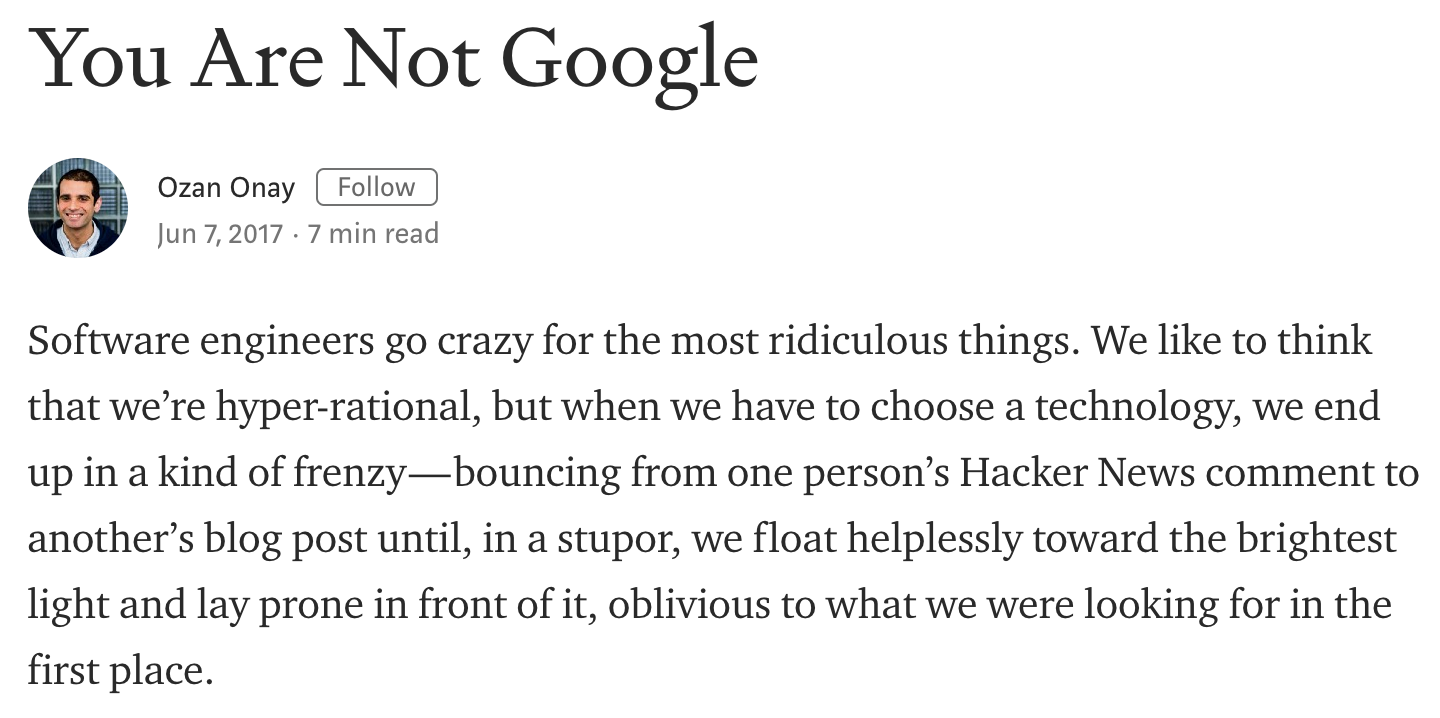 You Are Not Google
Ozan Onay Follow
Jun 7, 2017 · 7 min read
Software engineers go crazy for the most ridiculous things. We like to think
that we’re hyper-rational, but when we have to choose a technology, we end
up in a kind of frenzy—bouncing from one person’s Hacker News comment to
another’s blog post until, in a stupor, we float helplessly toward the brightest
light and lay prone in front of it, oblivious to what we were looking for in the
first place.